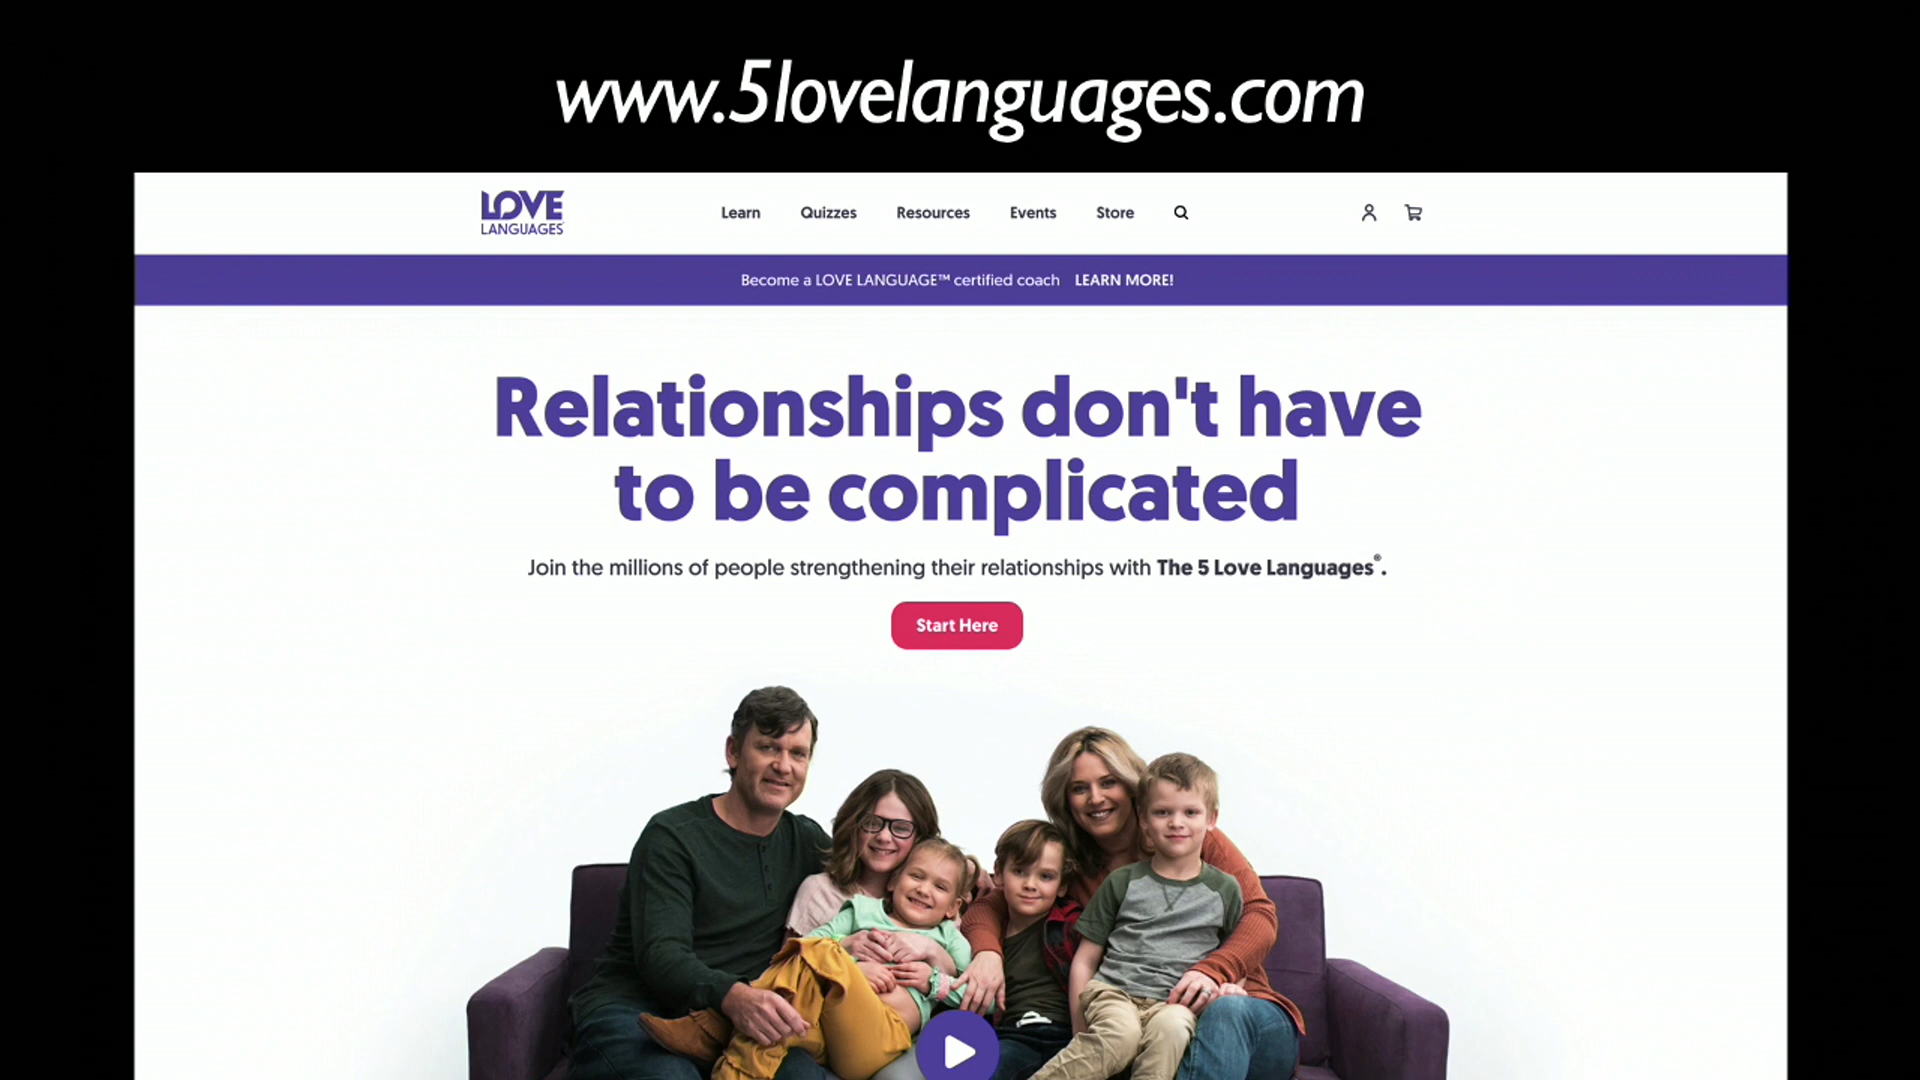 www.5lovelanguages.com
LOVE
LANGUAGES
Learn Quizzes Resources Events Store
Become a LOVE LANGUAGE™ certified coach LEARN MORE!
Relationships don't have
to be complicated
Join the millions of people strengthening their relationships with The 5 Love Languages®.
Start Here